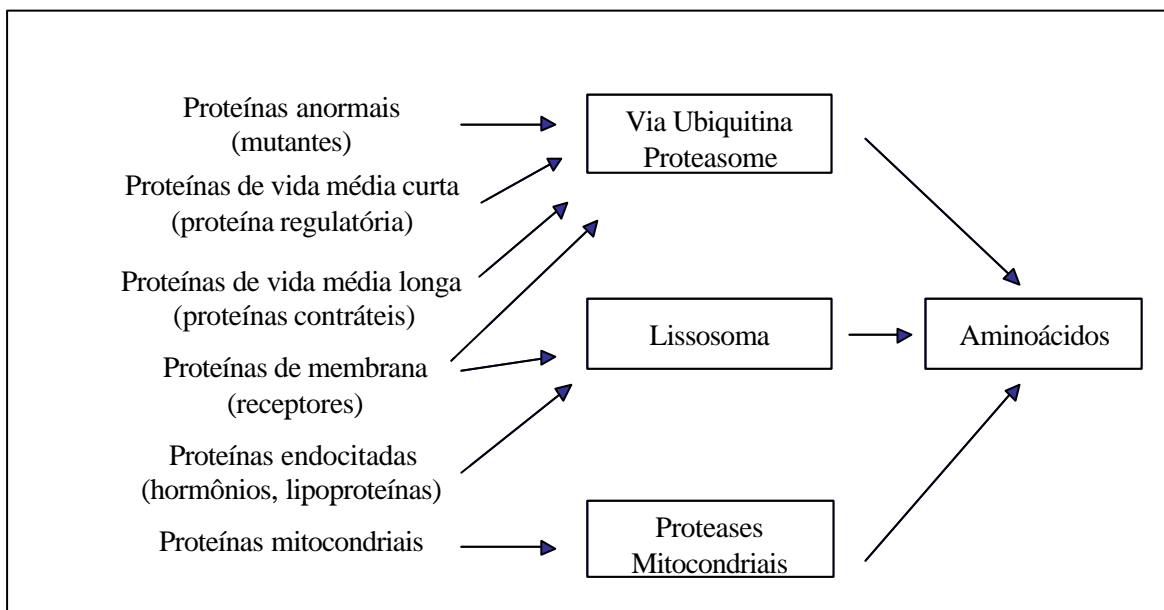 Proteínas anormais
(mutantes)
Proteínas de vida média curta
(proteína regulatória)
Proteínas de vida média longa
(proteínas contráteis)
Proteínas de membrana
(receptores)
Proteínas endocitadas
(hormônios, lipoproteínas)
Proteínas mitocondriais
Via Ubiquitina
Proteasome
Lissosoma
Proteases
Mitocondriais
Aminoácidos